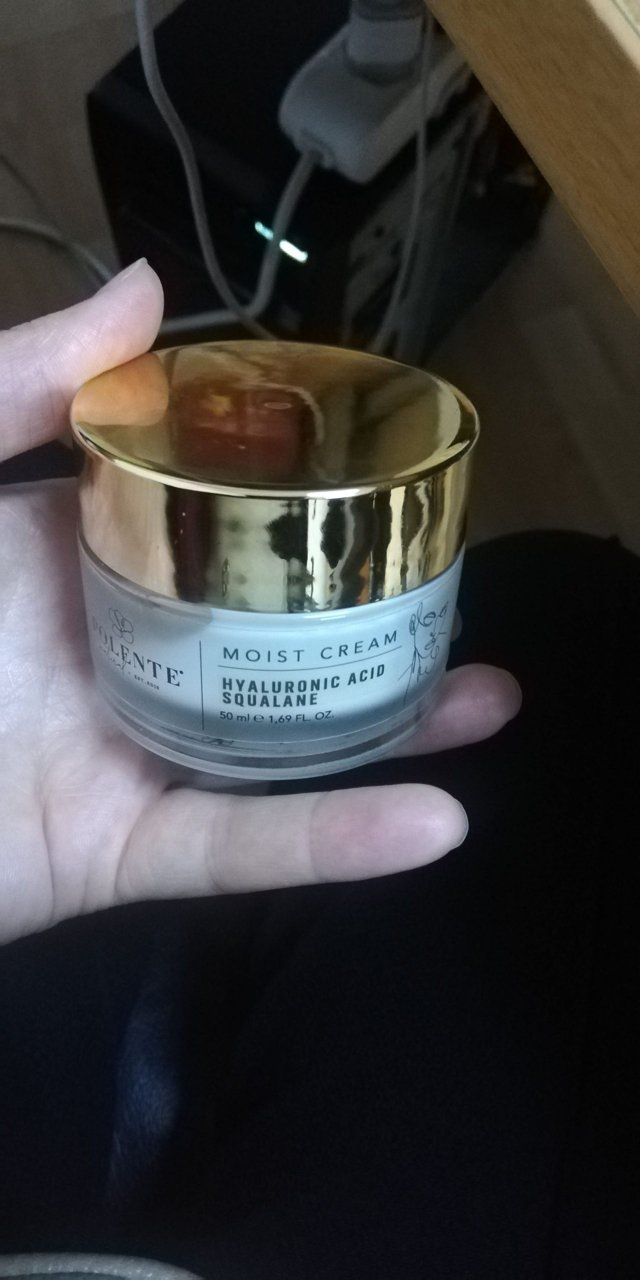 POLENTE
MOIST CREAM
HYALURONIC ACID
SQUALANE
50 ml e 1,69 FL. OZ.